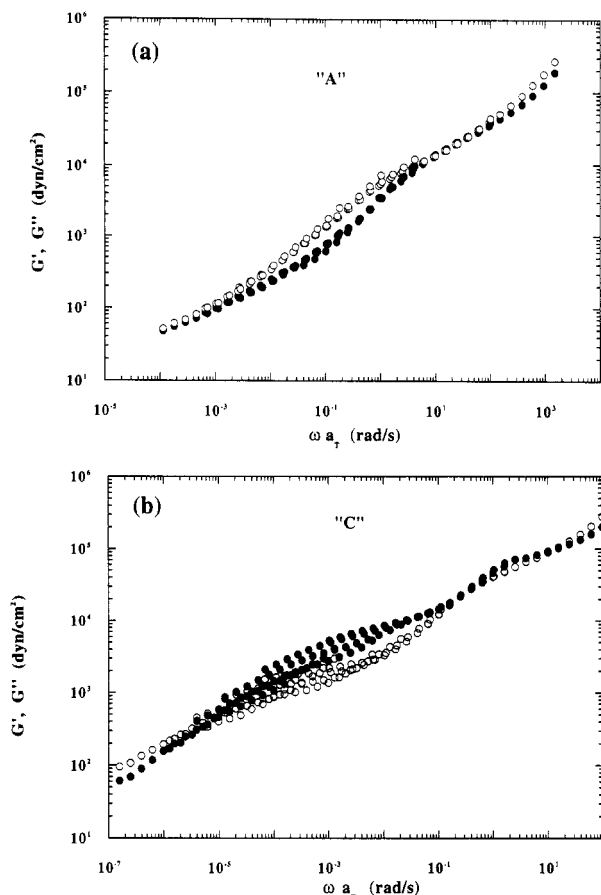 (a)
"A"
G', G'' (dyn/cm²)
10⁶
10⁵
10⁴
10³
10²
10¹
10⁻⁵ 10⁻³ 10⁻¹ 10¹ 10³
ω a_T (rad/s)
(b)
"C"
G', G'' (dyn/cm²)
10⁶
10⁵
10⁴
10³
10²
10¹
10⁻⁷ 10⁻⁵ 10⁻³ 10⁻¹ 10¹
ω a (rad/s)